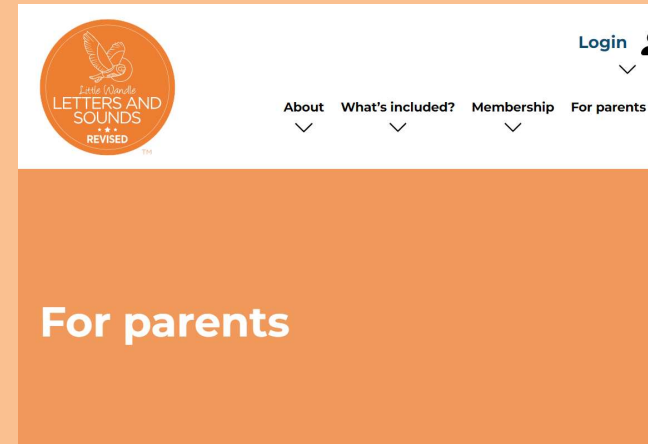 Little Wandle
LETTERS AND
SOUNDS
REVISED
TM
Login
About What's included? Membership For parents
For parents